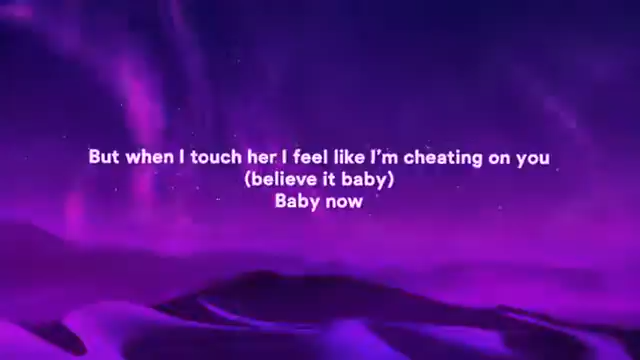 But when I touch her I feel like I'm cheating on you
(believe it baby)
Baby now